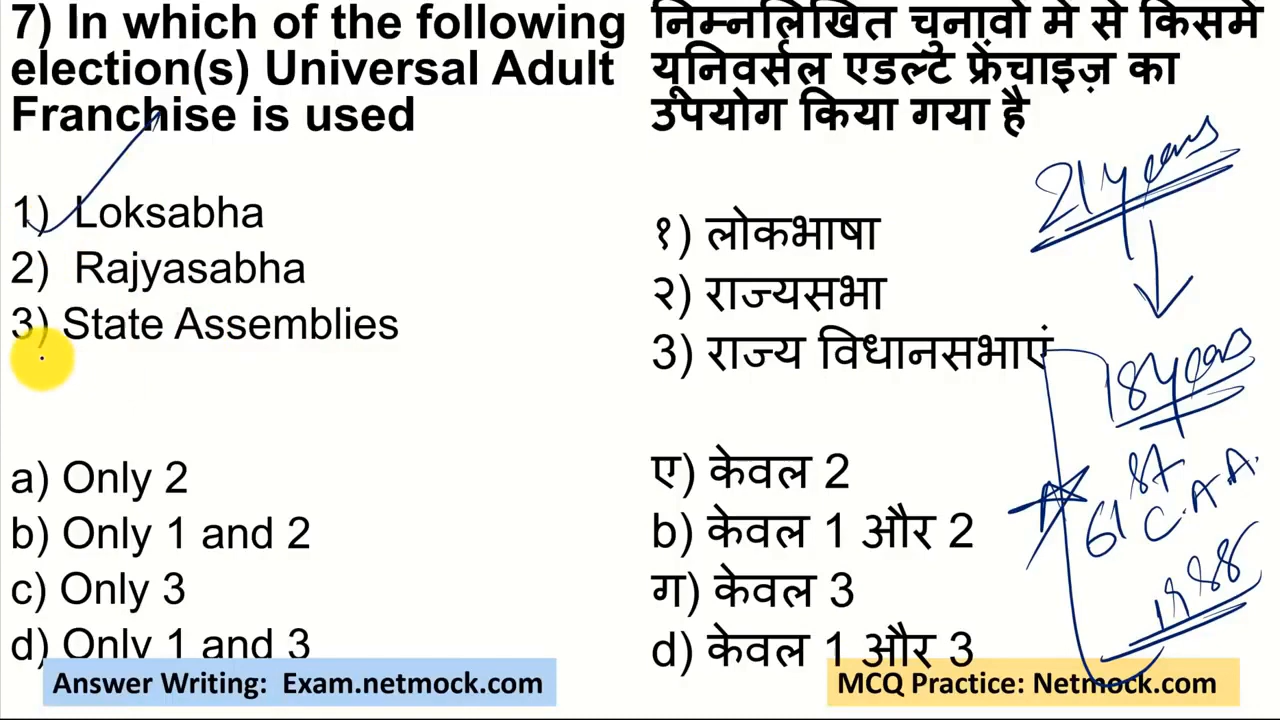 7) In which of the following
election(s) Universal Adult
Franchise is used
1) Loksabha
2) Rajyasabha
3) State Assemblies
a) Only 2
b) Only 1 and 2
c) Only 3
d) Only 1 and 3
निम्नलिखित चुनावों में से किसमें
यूनिवर्सल एडल्ट फ्रेंचाइज़ का
उपयोग किया गया है
१) लोकभाषा
२) राज्यसभा
3) राज्य विधानसभाएं
ए) केवल 2
b) केवल 1 और 2
ग) केवल 3
d) केवल 1 और 3
21 years
18 years
61 C.A.A.
1988
Answer Writing: Exam.netmock.com
MCQ Practice: Netmock.com